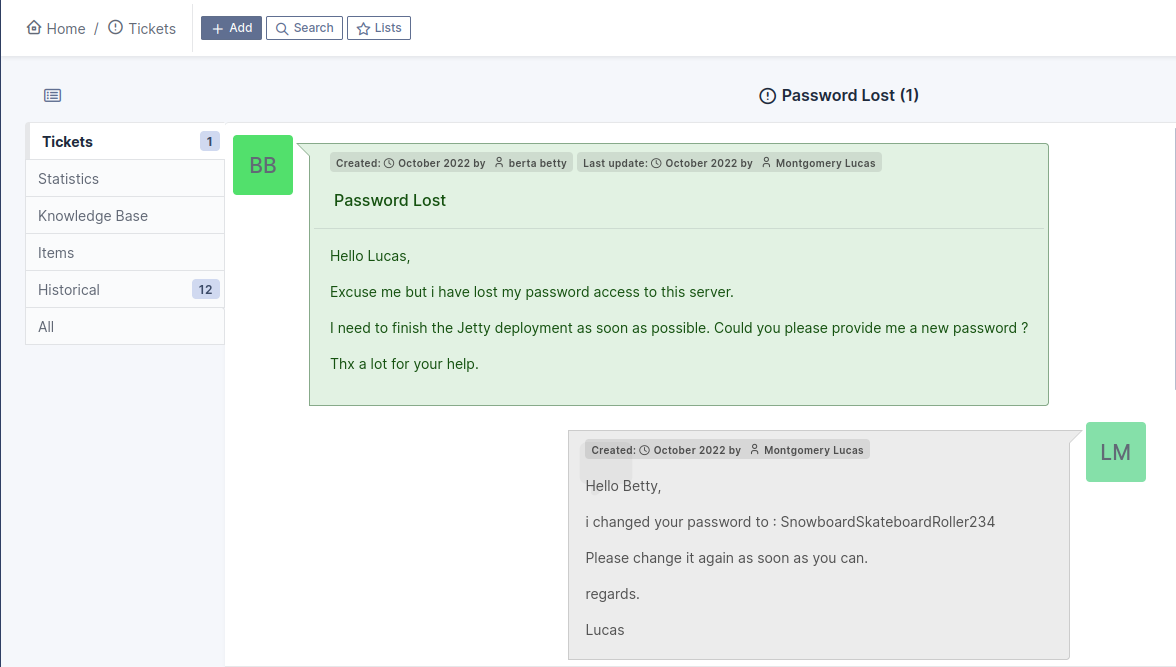 Home / Tickets + Add Search Lists
Password Lost (1)
Tickets 1
Statistics
Knowledge Base
Items
Historical 12
All
BB
Created: October 2022 by berta betty Last update: October 2022 by Montgomery Lucas
Password Lost
Hello Lucas,
Excuse me but i have lost my password access to this server.
I need to finish the Jetty deployment as soon as possible. Could you please provide me a new password ?
Thx a lot for your help.
Created: October 2022 by Montgomery Lucas
LM
Hello Betty,
i changed your password to : SnowboardSkateboardRoller234
Please change it again as soon as you can.
regards.
Lucas